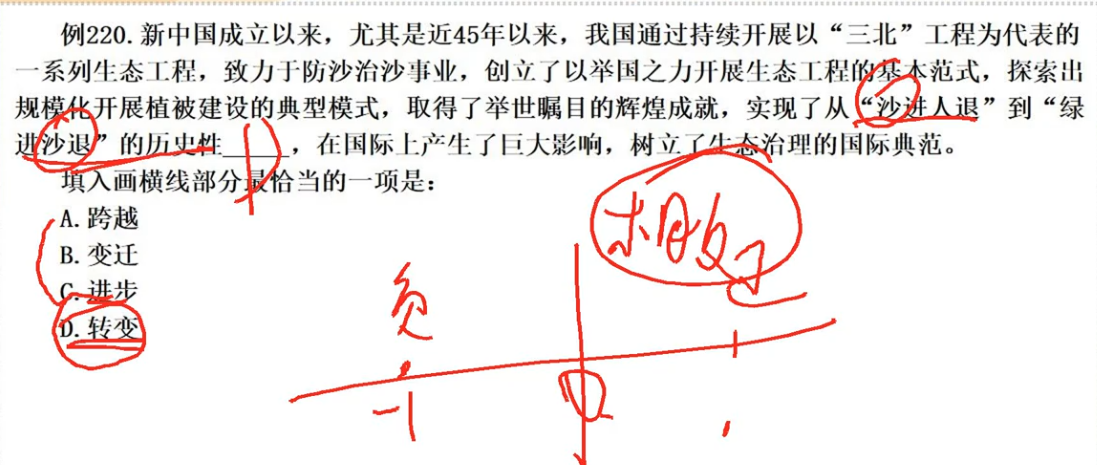 例220.新中国成立以来，尤其是近45年以来，我国通过持续开展以“三北”工程为代表的
一系列生态工程，致力于防沙治沙事业，创立了以举国之力开展生态工程的基本范式，探索出
规模化开展植被建设的典型模式，取得了举世瞩目的辉煌成就，实现了从“沙进人退”到“绿
进沙退”的历史性_____，在国际上产生了巨大影响，树立了生态治理的国际典范。
填入画横线部分最恰当的一项是：
A.跨越
B.变迁
C.进步
D.转变
负
-1